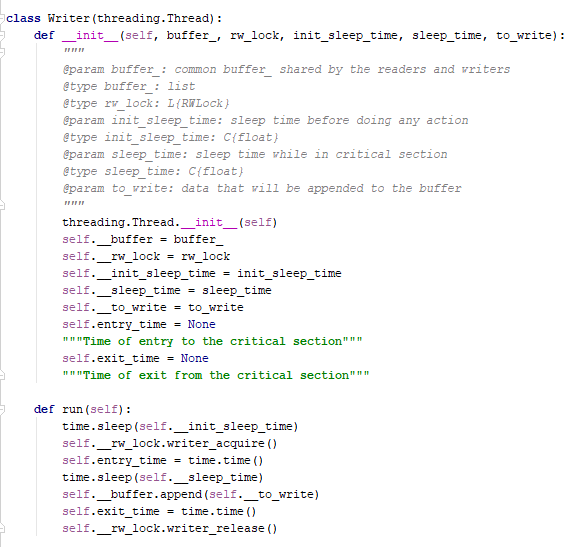 class Writer(threading.Thread):
    def __init__(self, buffer_, rw_lock, init_sleep_time, sleep_time, to_write):
        """
        @param buffer_: common buffer_ shared by the readers and writers
        @type buffer_: list
        @type rw_lock: L{RWLock}
        @param init_sleep_time: sleep time before doing any action
        @type init_sleep_time: C{float}
        @param sleep_time: sleep time while in critical section
        @type sleep_time: C{float}
        @param to_write: data that will be appended to the buffer
        """
        threading.Thread.__init__(self)
        self.__buffer = buffer_
        self.__rw_lock = rw_lock
        self.__init_sleep_time = init_sleep_time
        self.__sleep_time = sleep_time
        self.__to_write = to_write
        self.entry_time = None
        """Time of entry to the critical section"""
        self.exit_time = None
        """Time of exit from the critical section"""

    def run(self):
        time.sleep(self.__init_sleep_time)
        self.__rw_lock.writer_acquire()
        self.entry_time = time.time()
        time.sleep(self.__sleep_time)
        self.__buffer.append(self.__to_write)
        self.exit_time = time.time()
        self.__rw_lock.writer_release()